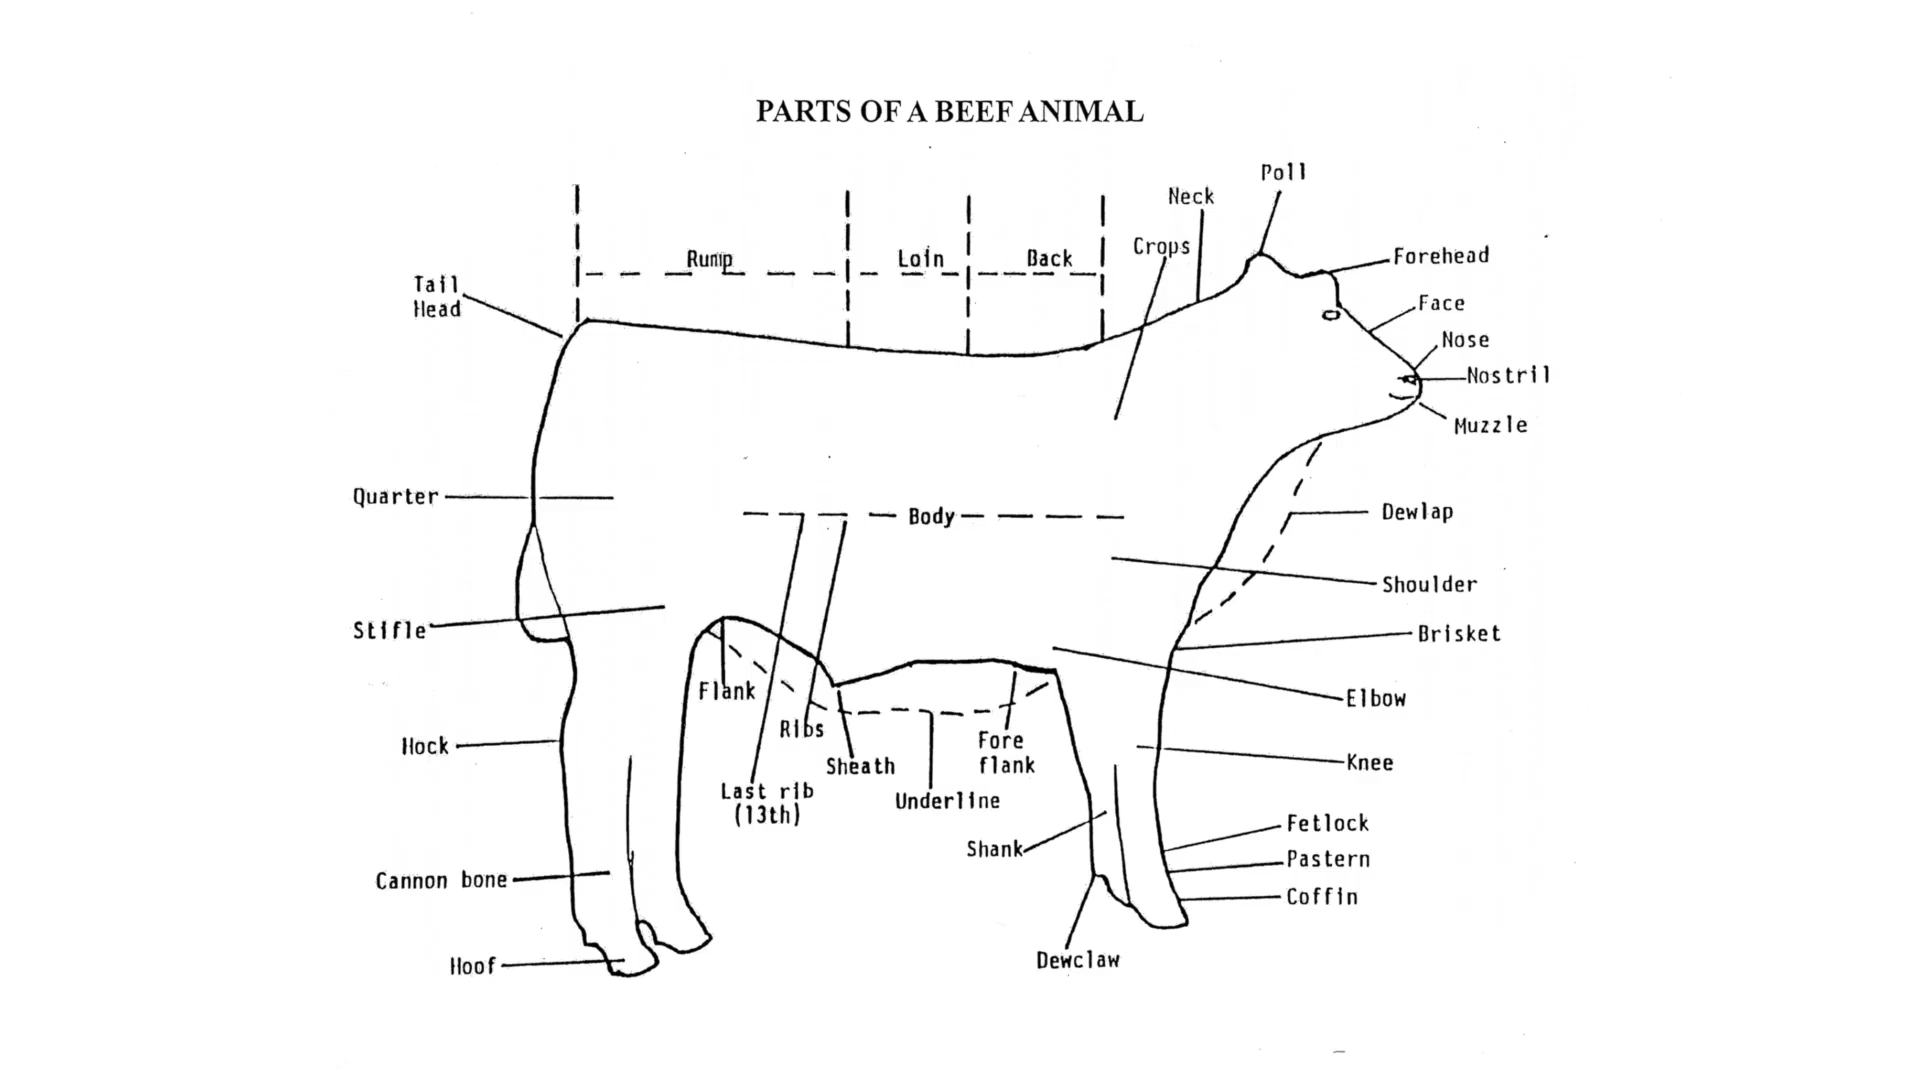 PARTS OF A BEEF ANIMAL
Poll
Neck
Crops
Forehead
Rump
Loin
Back
Tail
Head
Face
Nose
Nostril
Muzzle
Quarter
Body
Dewlap
Shoulder
Stifle
Brisket
Flank
Elbow
Ribs
Hock
Fore
flank
Sheath
Knee
Last rib
(13th)
Underline
Fetlock
Shank
Pastern
Cannon bone
Coffin
Hoof
Dewclaw